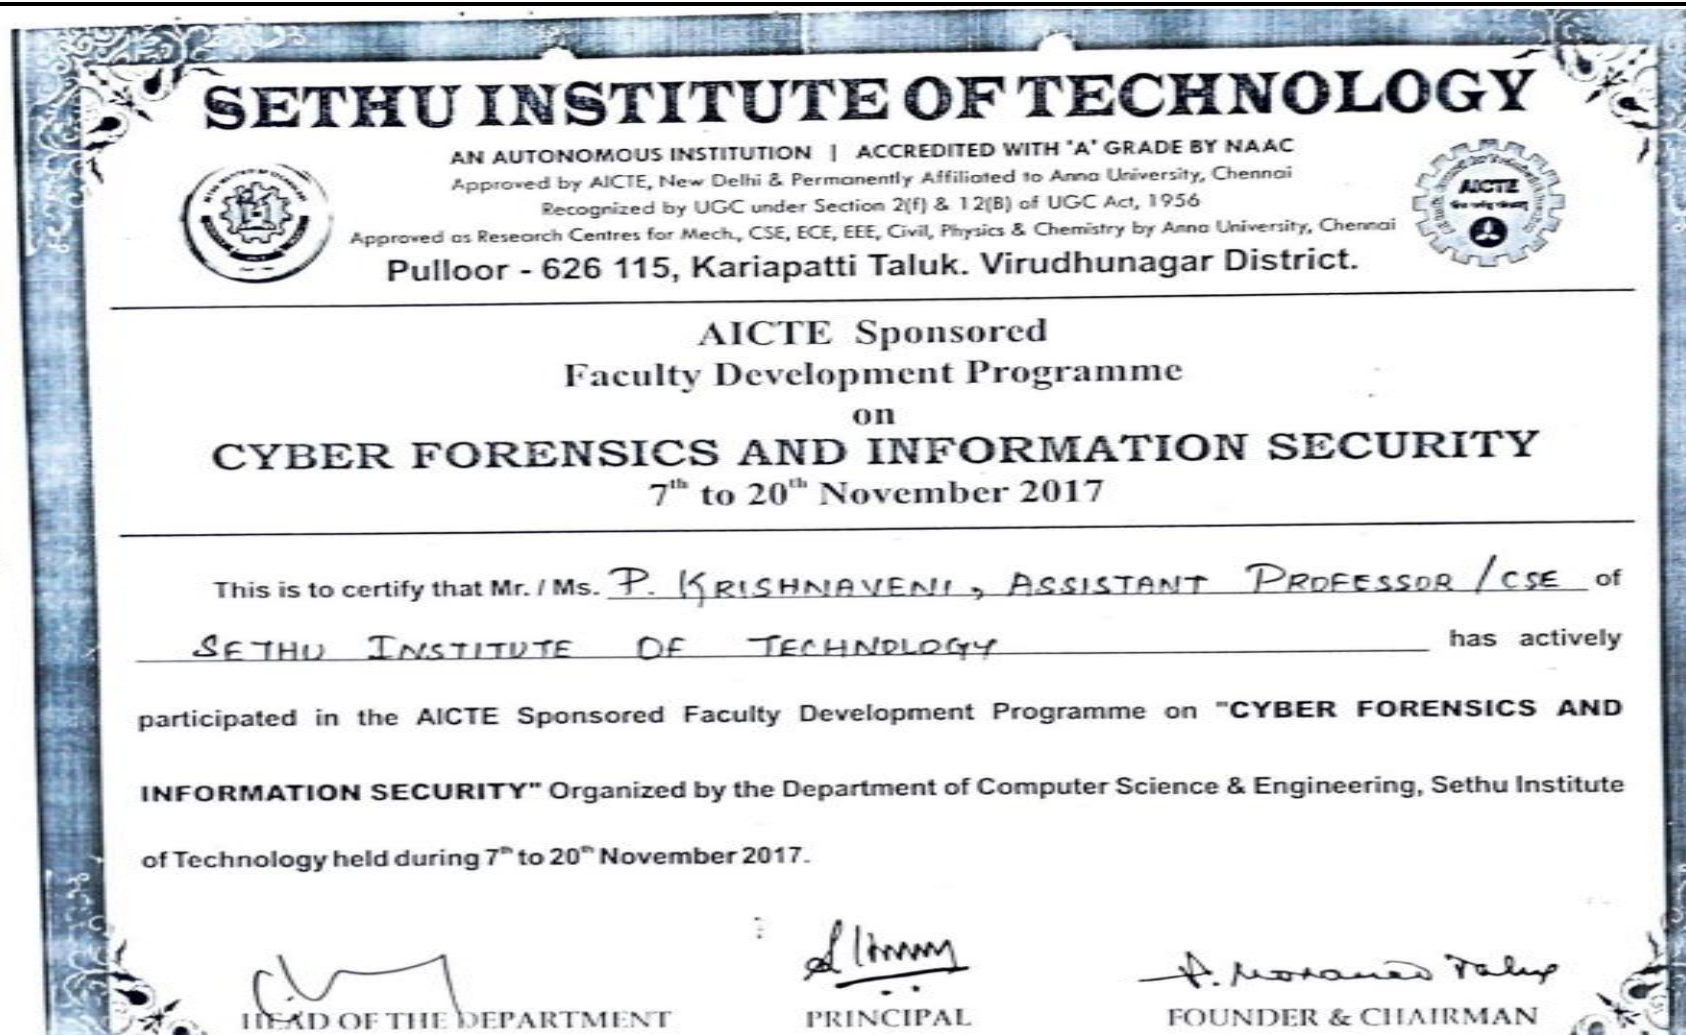 SETHU INSTITUTE OF TECHNOLOGY
AN AUTONOMOUS INSTITUTION | ACCREDITED WITH 'A' GRADE BY NAAC
Approved by AICTE, New Delhi & Permanently Affiliated to Anna University, Chennai
Recognized by UGC under Section 2(f) & 12(B) of UGC Act, 1956
Approved as Research Centres for Mech., CSE, ECE, EEE, Civil, Physics & Chemistry by Anna University, Chennai
Pulloor - 626 115, Kariapatti Taluk. Virudhunagar District.
AICTE
AICTE Sponsored
Faculty Development Programme
on
CYBER FORENSICS AND INFORMATION SECURITY
7th to 20th November 2017
This is to certify that Mr. / Ms. P. KRISHNAVENI, ASSISTANT PROFESSOR / CSE of
SETHU INSTITUTE OF TECHNOLOGY has actively
participated in the AICTE Sponsored Faculty Development Programme on "CYBER FORENSICS AND
INFORMATION SECURITY" Organized by the Department of Computer Science & Engineering, Sethu Institute
of Technology held during 7th to 20th November 2017.
HEAD OF THE DEPARTMENT
PRINCIPAL
FOUNDER & CHAIRMAN